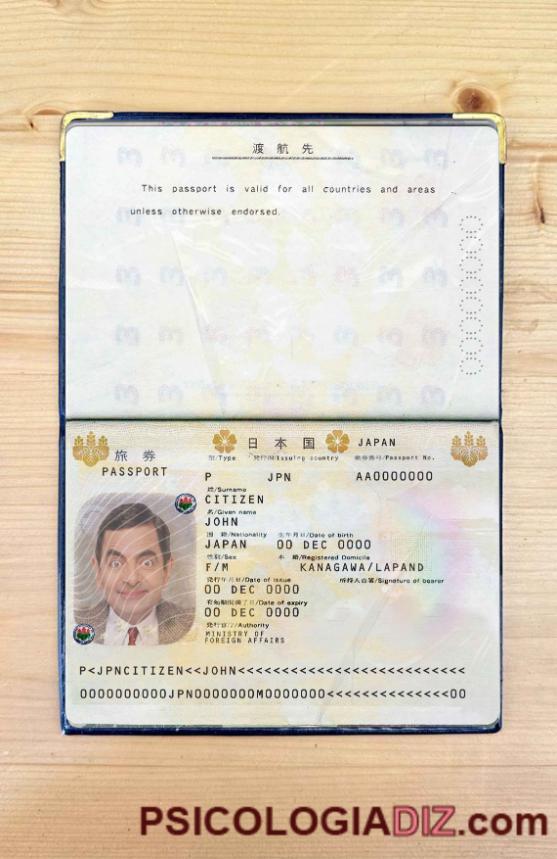 渡航先
This passport is valid for all countries and areas
unless otherwise endorsed.
旅券
PASSPORT
日本国 JAPAN
型/Type 発行国/Issuing country 旅券番号/Passport No.
P JPN AA0000000
姓/Surname
CITIZEN
名/Given name
JOHN
国籍/Nationality 生年月日/Date of birth
JAPAN 00 DEC 0000
性別/Sex 本籍/Registered Domicile
F/M KANAGAWA/LAPAND
発行年月日/Date of issue 所持人自署/Signature of bearer
00 DEC 0000
有効期間満了日/Date of expiry
00 DEC 0000
発行官庁/Authority
MINISTRY OF
FOREIGN AFFAIRS
P<JPNCITIZEN<<JOHN<<<<<<<<<<<<<<<<<<<<<<<<<<
0000000000JPN0000000M0000000<<<<<<<<<<<<<<00
PSICOLOGIADIZ.com